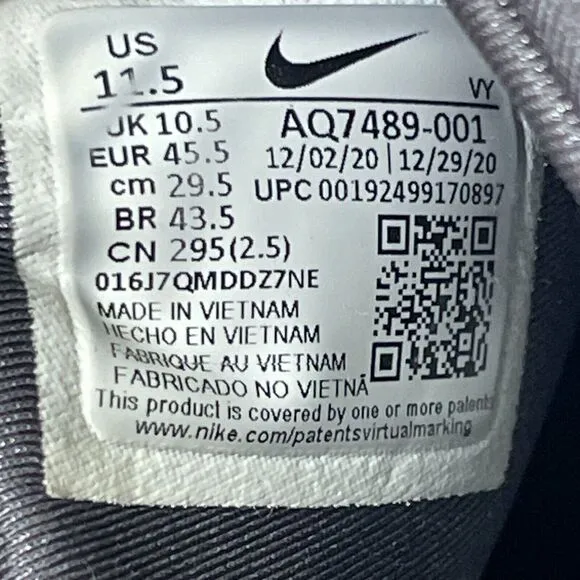 US
11.5
VY
UK 10.5
AQ7489-001
EUR 45.5
12/02/20 | 12/29/20
cm 29.5
UPC 00192499170897
BR 43.5
CN 295(2.5)
016J7QMDDZ7NE
MADE IN VIETNAM
HECHO EN VIETNAM
FABRIQUE AU VIETNAM
FABRICADO NO VIETNÃ
This product is covered by one or more patents
www.nike.com/patentsvirtualmarking